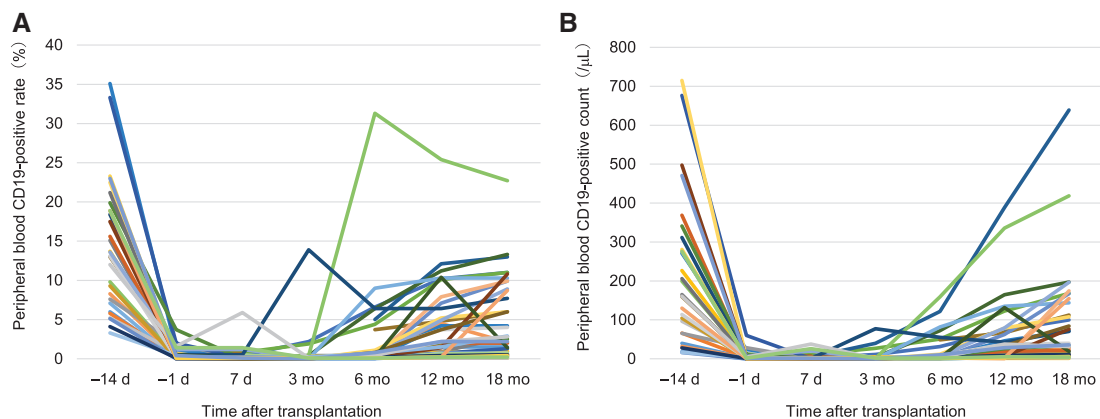 A
Peripheral blood CD19-positive rate (%)
40
35
30
25
20
15
10
5
0
−14 d −1 d 7 d 3 mo 6 mo 12 mo 18 mo
Time after transplantation
B
Peripheral blood CD19-positive count (/μL)
800
700
600
500
400
300
200
100
0
−14 d −1 d 7 d 3 mo 6 mo 12 mo 18 mo
Time after transplantation